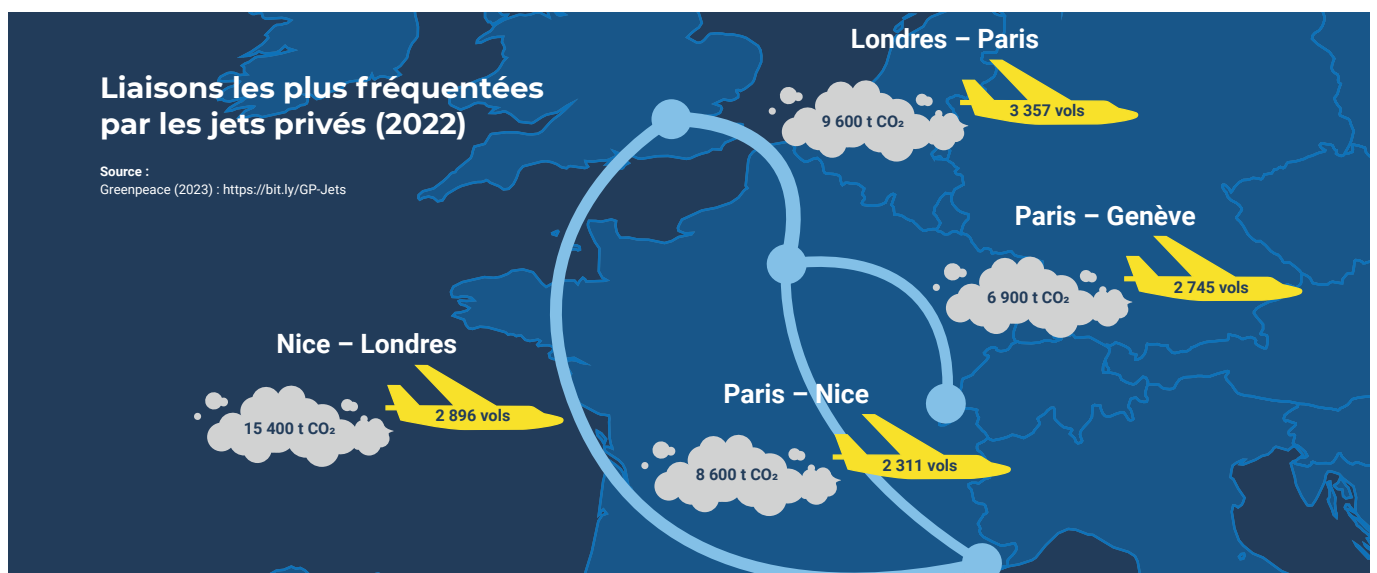 Liaisons les plus fréquentées
par les jets privés (2022)
Source :
Greenpeace (2023) : https://bit.ly/GP-Jets
Londres – Paris
9 600 t CO₂
3 357 vols
Paris – Genève
6 900 t CO₂
2 745 vols
Nice – Londres
15 400 t CO₂
2 896 vols
Paris – Nice
8 600 t CO₂
2 311 vols